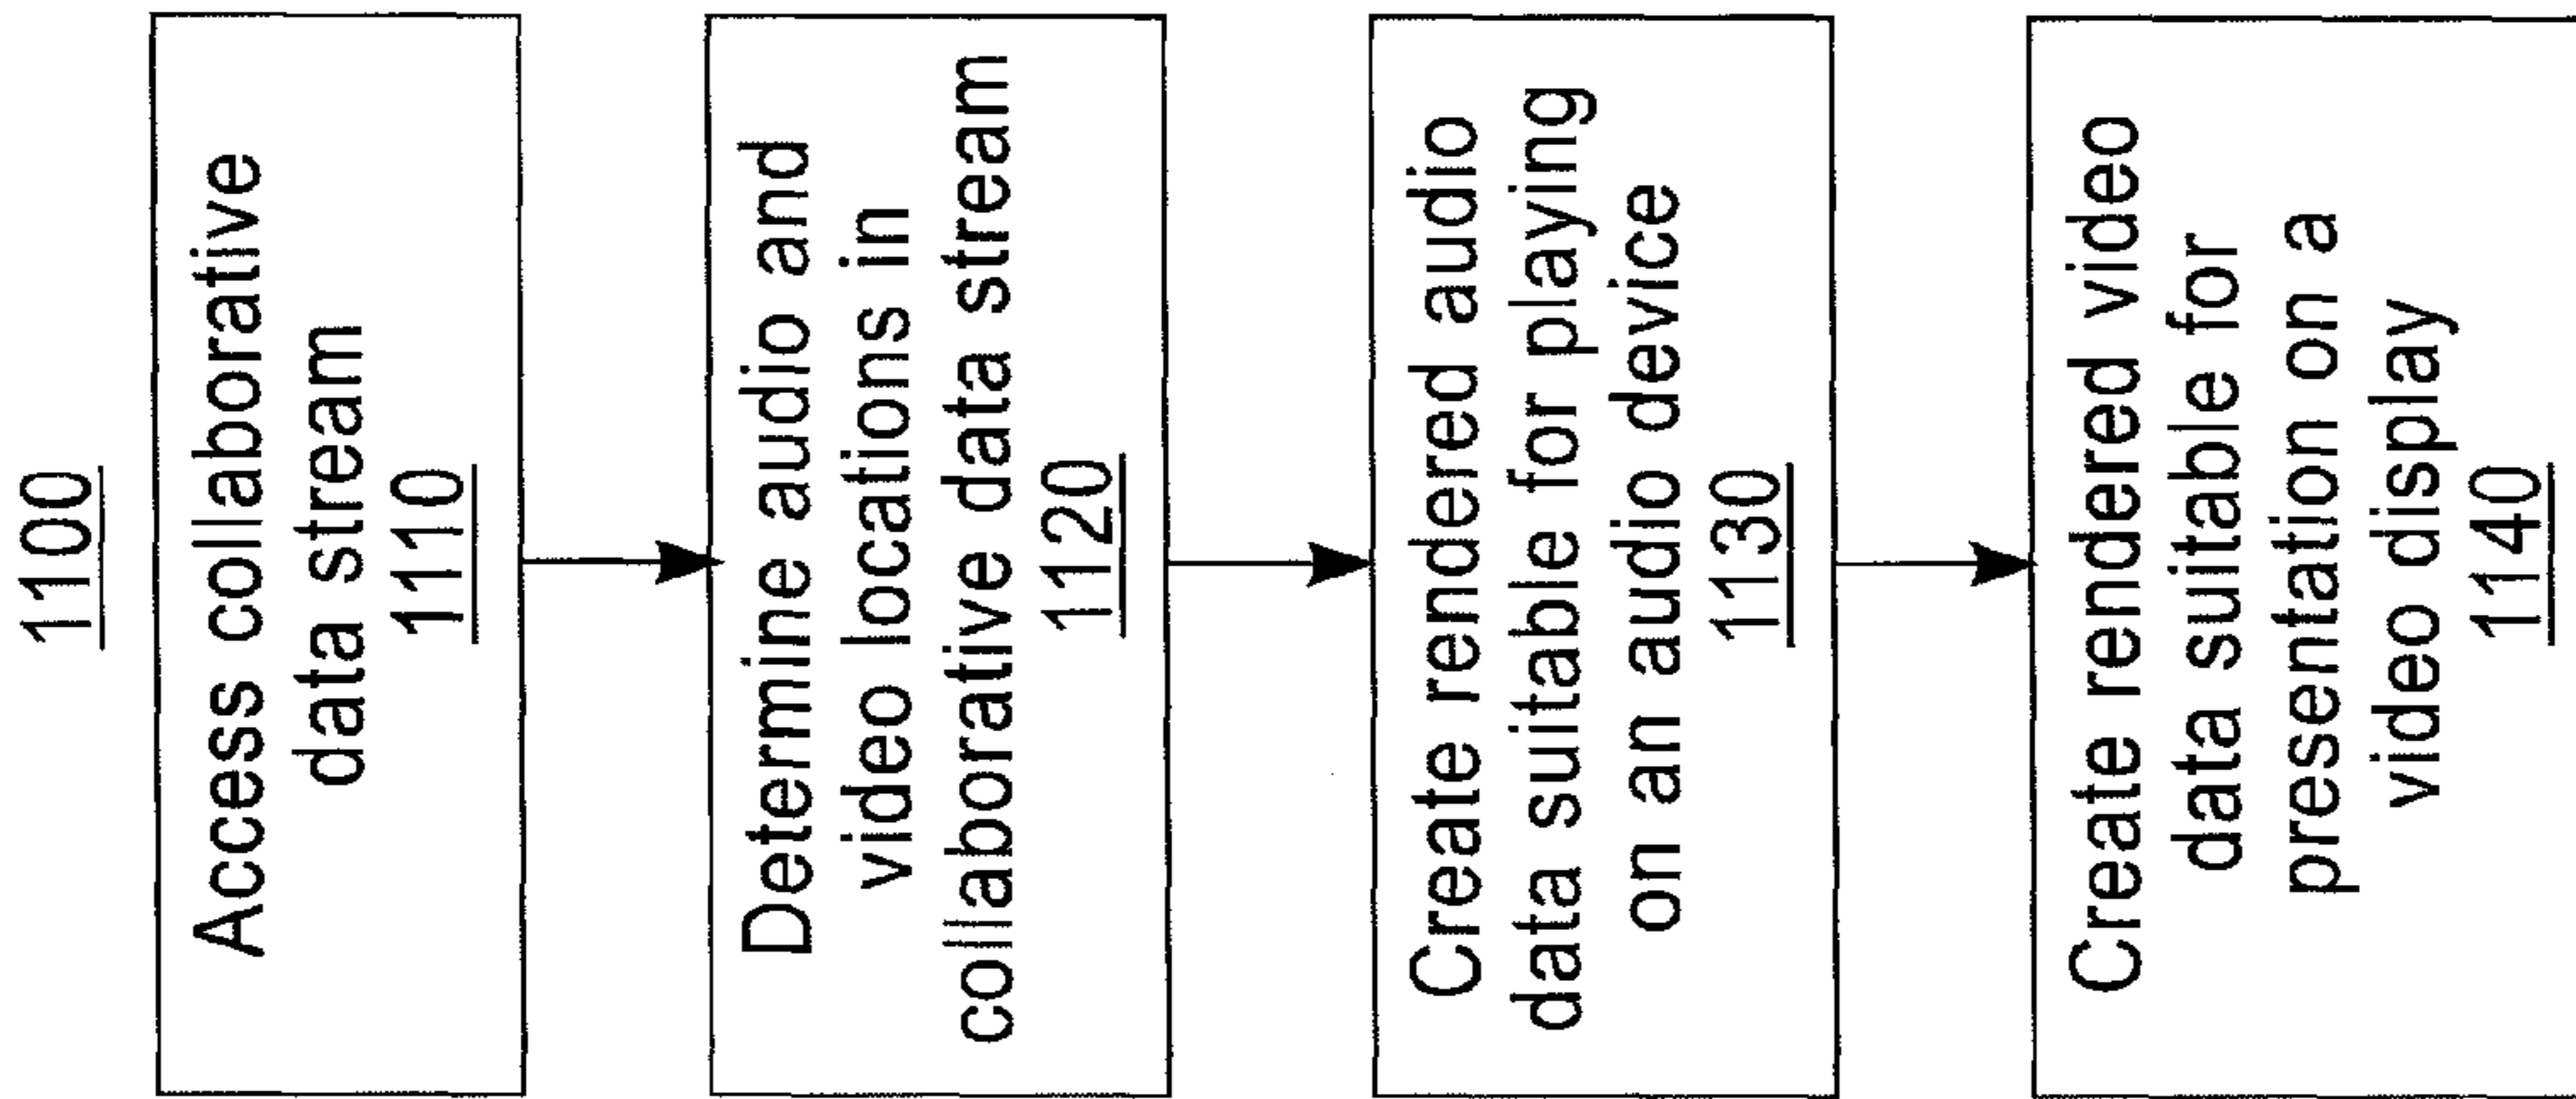 1100
Access collaborative
data stream
1110
Determine audio and
video locations in
collaborative data stream
1120
Create rendered audio
data suitable for playing
on an audio device
1130
Create rendered video
data suitable for
presentation on a
video display
1140